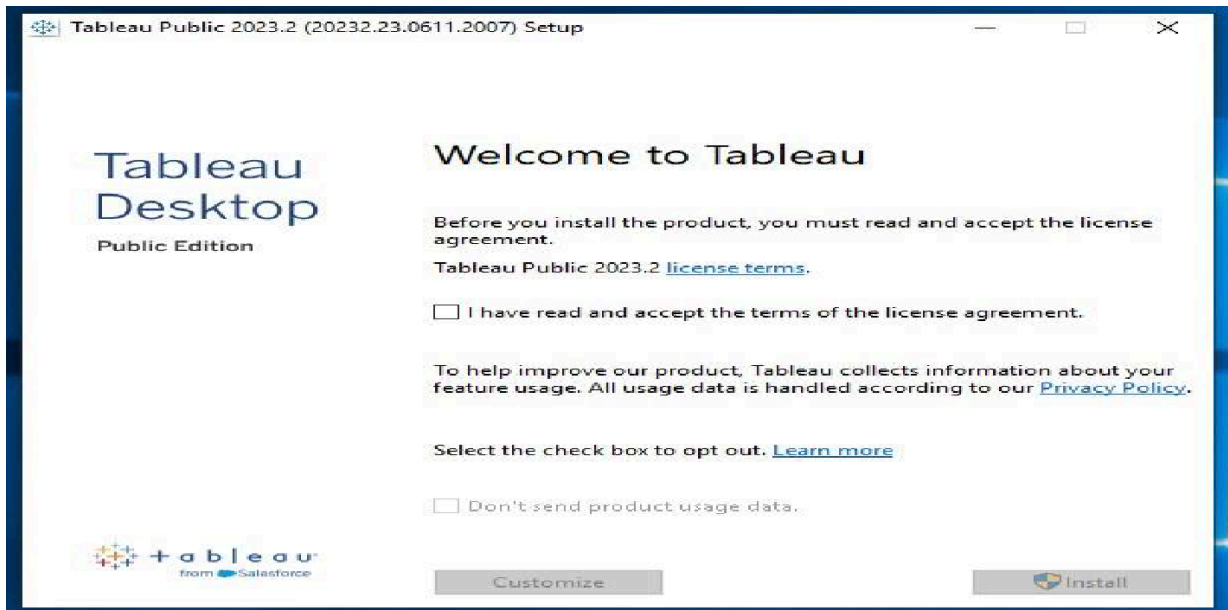 Tableau Public 2023.2 (20232.23.0611.2007) Setup
Tableau
Desktop
Public Edition
Welcome to Tableau
Before you install the product, you must read and accept the license
agreement.
Tableau Public 2023.2 license terms.
I have read and accept the terms of the license agreement.
To help improve our product, Tableau collects information about your
feature usage. All usage data is handled according to our Privacy Policy.
Select the check box to opt out. Learn more
Don't send product usage data.
+ a b l e a u
from Salesforce
Customize
Install